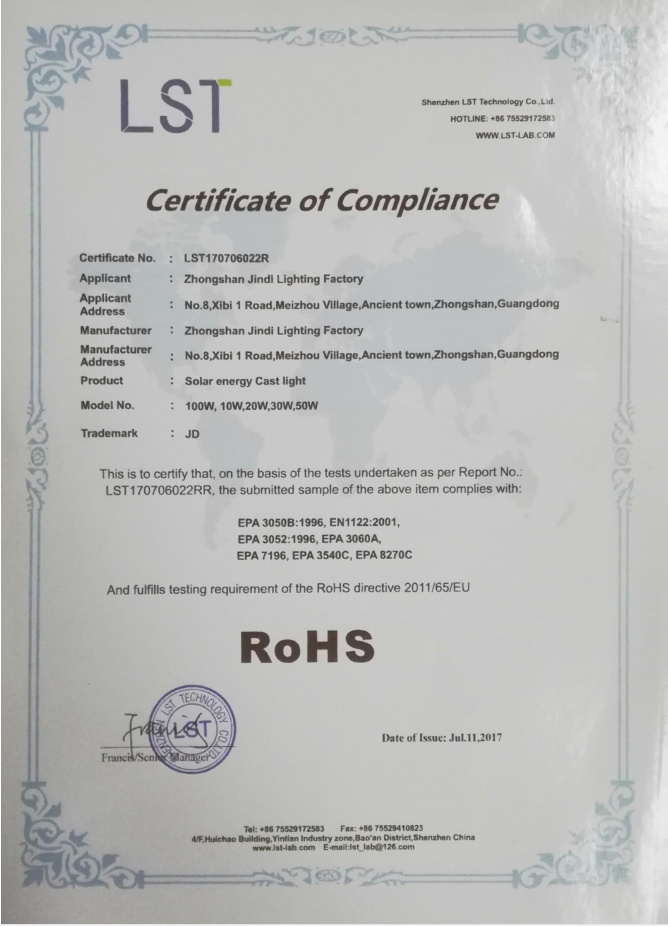 LST
Shenzhen LST Technology Co.,Ltd.
HOTLINE: +86 75529172583
WWW.LST-LAB.COM
Certificate of Compliance
Certificate No. : LST170706022R
Applicant : Zhongshan Jindi Lighting Factory
Applicant
Address : No.8,Xibi 1 Road,Meizhou Village,Ancient town,Zhongshan,Guangdong
Manufacturer : Zhongshan Jindi Lighting Factory
Manufacturer
Address : No.8,Xibi 1 Road,Meizhou Village,Ancient town,Zhongshan,Guangdong
Product : Solar energy Cast light
Model No. : 100W, 10W,20W,30W,50W
Trademark : JD
This is to certify that, on the basis of the tests undertaken as per Report No.:
LST170706022RR, the submitted sample of the above item complies with:
EPA 3050B:1996, EN1122:2001,
EPA 3052:1996, EPA 3060A,
EPA 7196, EPA 3540C, EPA 8270C
And fulfills testing requirement of the RoHS directive 2011/65/EU
RoHS
SHENZHEN LST TECHNOLOGY CO.,LTD
LST
Francis
Francis/Senior Manager
Date of Issue: Jul.11,2017
Tel: +86 75529172583 Fax: +86 75529410823
4/F,Huichao Building,Yintian Industry zone,Bao'an District,Shenzhen China
www.lst-lab.com E-mail:lst_lab@126.com